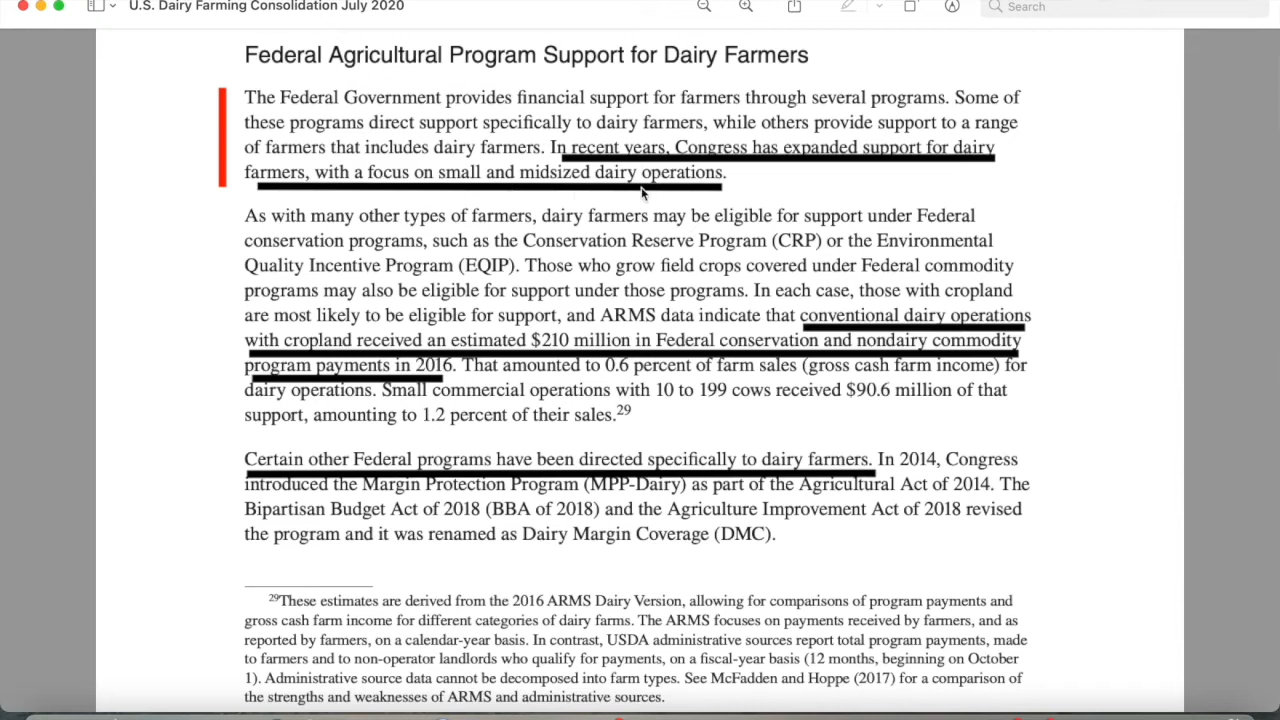 U.S. Dairy Farming Consolidation July 2020
Search
Federal Agricultural Program Support for Dairy Farmers
The Federal Government provides financial support for farmers through several programs. Some of
these programs direct support specifically to dairy farmers, while others provide support to a range
of farmers that includes dairy farmers. In recent years, Congress has expanded support for dairy
farmers, with a focus on small and midsized dairy operations.
As with many other types of farmers, dairy farmers may be eligible for support under Federal
conservation programs, such as the Conservation Reserve Program (CRP) or the Environmental
Quality Incentive Program (EQIP). Those who grow field crops covered under Federal commodity
programs may also be eligible for support under those programs. In each case, those with cropland
are most likely to be eligible for support, and ARMS data indicate that conventional dairy operations
with cropland received an estimated $210 million in Federal conservation and nondairy commodity
program payments in 2016. That amounted to 0.6 percent of farm sales (gross cash farm income) for
dairy operations. Small commercial operations with 10 to 199 cows received $90.6 million of that
support, amounting to 1.2 percent of their sales.29
Certain other Federal programs have been directed specifically to dairy farmers. In 2014, Congress
introduced the Margin Protection Program (MPP-Dairy) as part of the Agricultural Act of 2014. The
Bipartisan Budget Act of 2018 (BBA of 2018) and the Agriculture Improvement Act of 2018 revised
the program and it was renamed as Dairy Margin Coverage (DMC).
29These estimates are derived from the 2016 ARMS Dairy Version, allowing for comparisons of program payments and
gross cash farm income for different categories of dairy farms. The ARMS focuses on payments received by farmers, and as
reported by farmers, on a calendar-year basis. In contrast, USDA administrative sources report total program payments, made
to farmers and to non-operator landlords who qualify for payments, on a fiscal-year basis (12 months, beginning on October
1). Administrative source data cannot be decomposed into farm types. See McFadden and Hoppe (2017) for a comparison of
the strengths and weaknesses of ARMS and administrative sources.